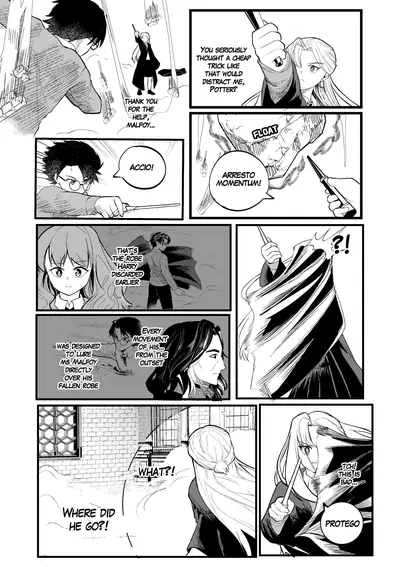 YOU SERIOUSLY
THOUGHT A CHEAP
TRICK LIKE
THAT WOULD
DISTRACT ME,
POTTER?
THANK YOU
FOR THE
HELP,
MALFOY...
FLOAT
ARRESTO
MOMENTUM!
ACCIO!
?!
THAT'S
THE ROBE
HARRY
DISCARDED
EARLIER
EVERY
MOVEMENT
OF HIS
FROM THE
OUTSET
WAS DESIGNED
TO LURE
MS MALFOY
DIRECTLY
OVER HIS
FALLEN ROBE
TCH! THIS IS
BAD...
PROTEGO
WHAT?!
WHERE DID
HE GO?!